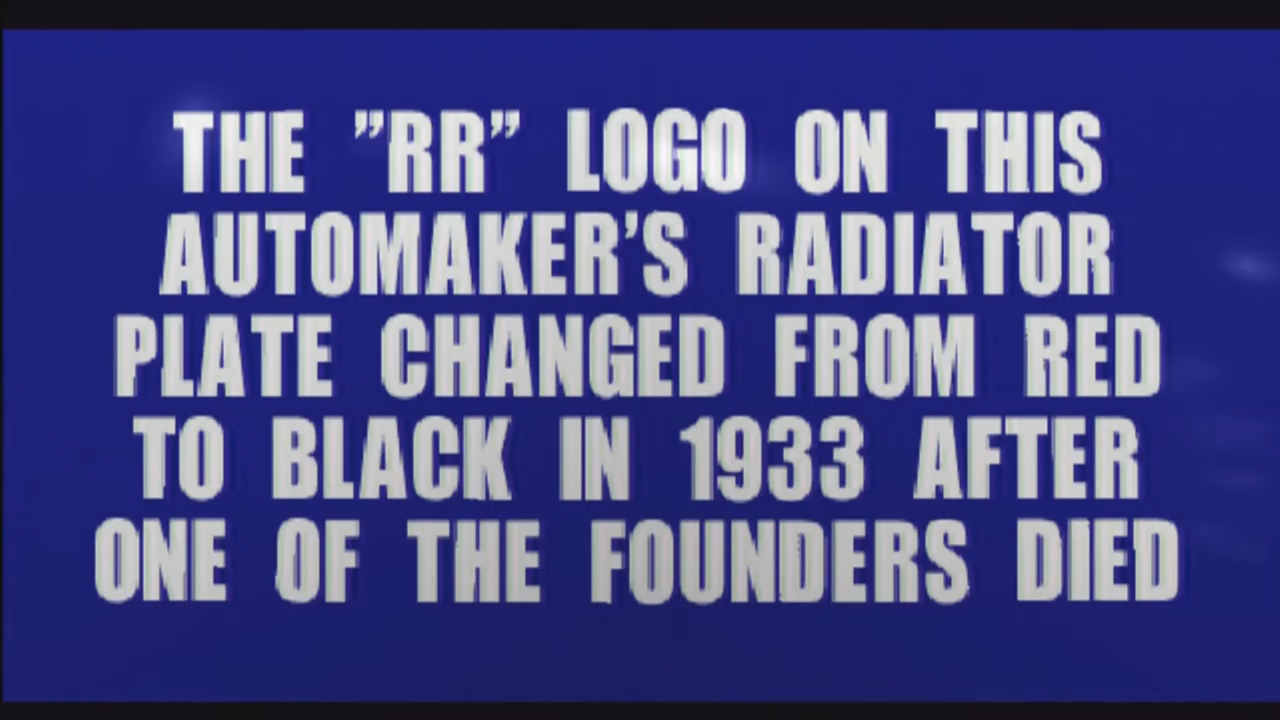 THE ”RR” LOGO ON THIS
AUTOMAKER’S RADIATOR
PLATE CHANGED FROM RED
TO BLACK IN 1933 AFTER
ONE OF THE FOUNDERS DIED